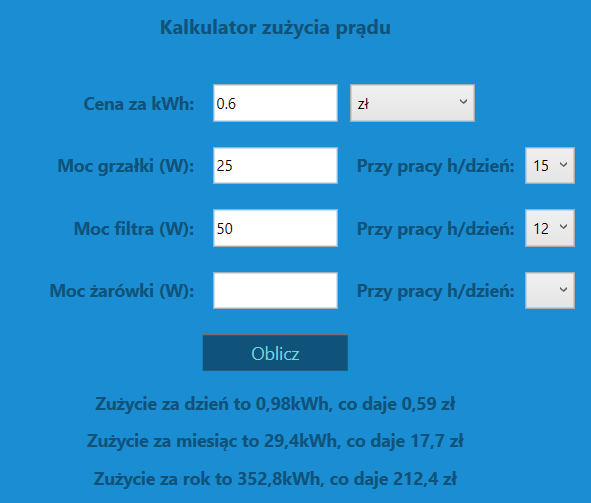 Kalkulator zużycia prądu
Cena za kWh: 0.6 zł
Moc grzałki (W): 25 Przy pracy h/dzień: 15
Moc filtra (W): 50 Przy pracy h/dzień: 12
Moc żarówki (W): Przy pracy h/dzień:
Oblicz
Zużycie za dzień to 0,98kWh, co daje 0,59 zł
Zużycie za miesiąc to 29,4kWh, co daje 17,7 zł
Zużycie za rok to 352,8kWh, co daje 212,4 zł